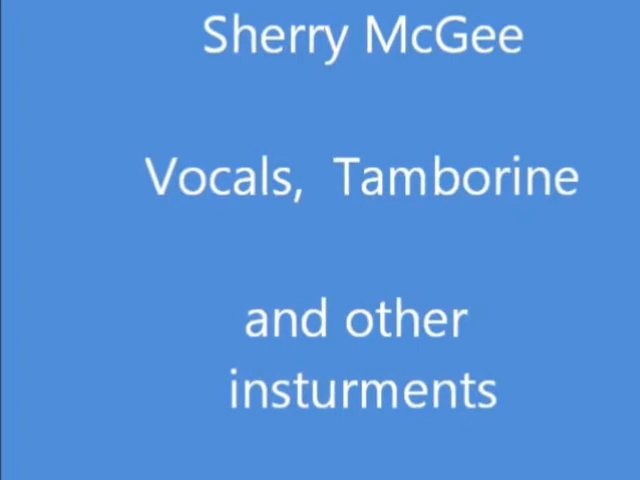 Sherry McGee
Vocals, Tamborine
and other
insturments